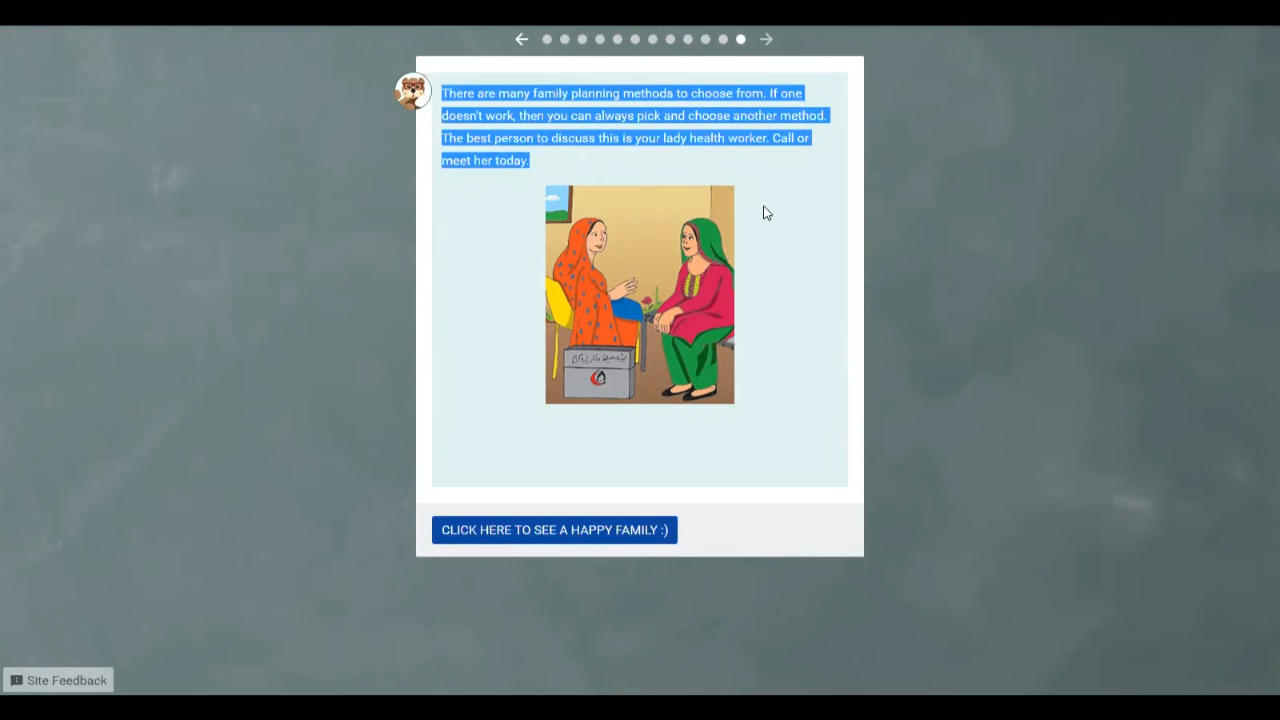 There are many family planning methods to choose from. If one
doesn't work, then you can always pick and choose another method.
The best person to discuss this is your lady health worker. Call or
meet her today.
CLICK HERE TO SEE A HAPPY FAMILY :)
Site Feedback